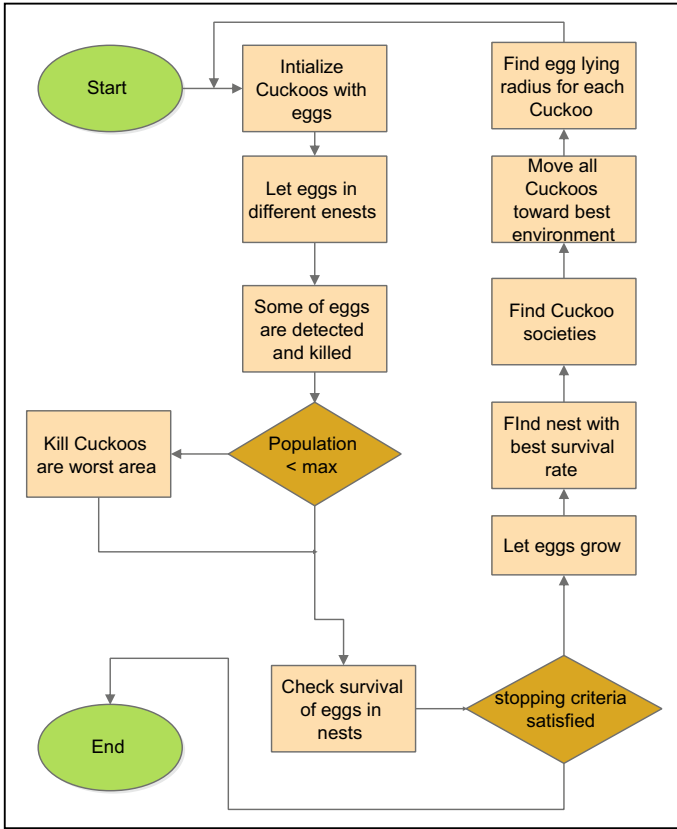 Start
Intialize
Cuckoos with
eggs
Let eggs in
different enests
Some of eggs
are detected
and killed
Population
< max
Kill Cuckoos
are worst area
Check survival
of eggs in
nests
stopping criteria
satisfied
Let eggs grow
FInd nest with
best survival
rate
Find Cuckoo
societies
Move all
Cuckoos
toward best
environment
Find egg lying
radius for each
Cuckoo
End